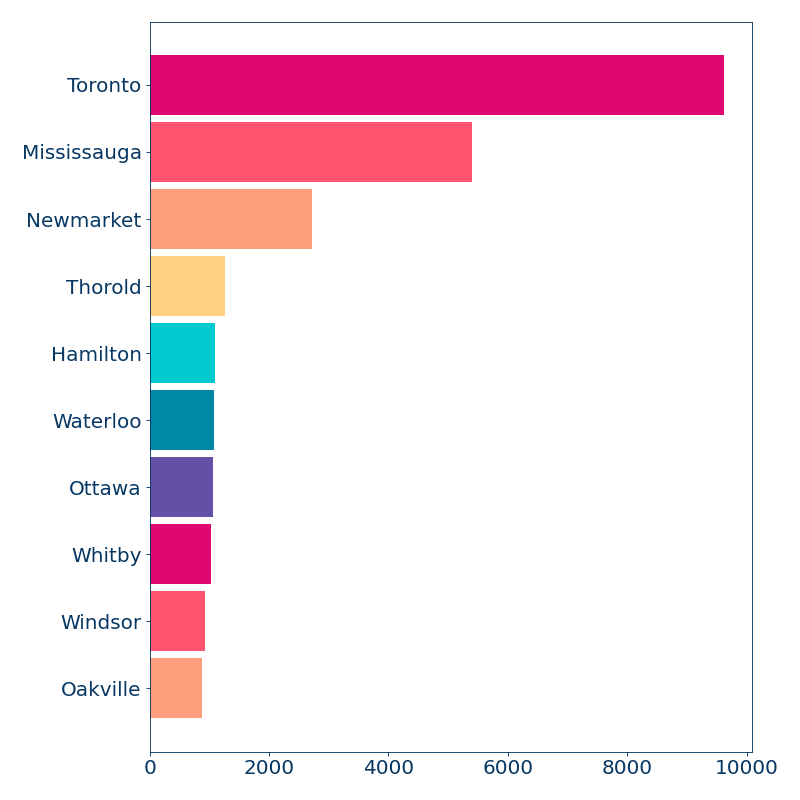 Toronto
Mississauga
Newmarket
Thorold
Hamilton
Waterloo
Ottawa
Whitby
Windsor
Oakville
0 2000 4000 6000 8000 10000